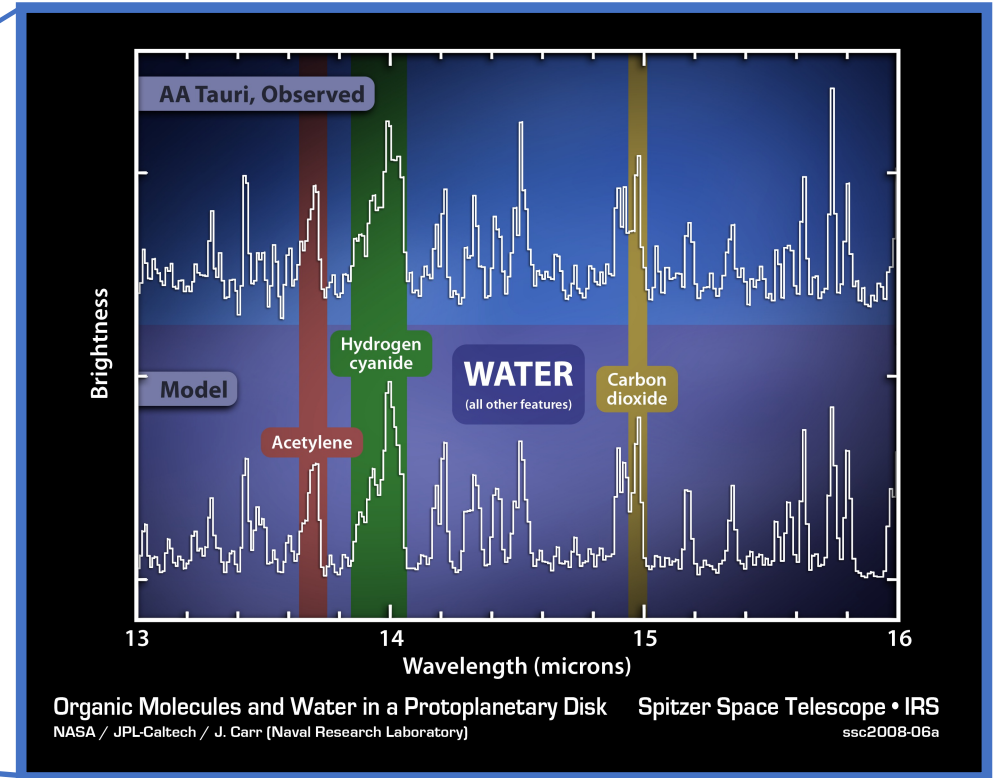 AA Tauri, Observed
Hydrogen
cyanide
WATER
(all other features)
Carbon
dioxide
Model
Acetylene
Brightness
13 14 15 16
Wavelength (microns)
Organic Molecules and Water in a Protoplanetary Disk Spitzer Space Telescope • IRS
NASA / JPL-Caltech / J. Carr (Naval Research Laboratory) ssc2008-06a